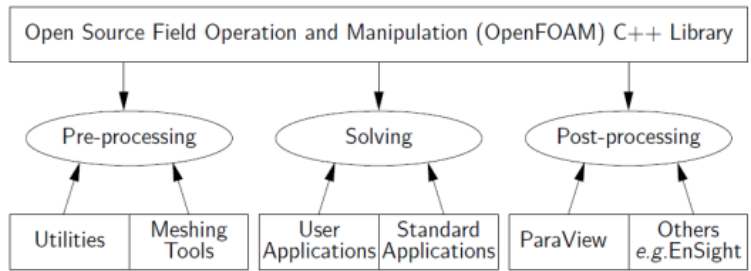 Open Source Field Operation and Manipulation (OpenFOAM) C++ Library
Pre-processing
Solving
Post-processing
Utilities
Meshing
Tools
User
Applications
Standard
Applications
ParaView
Others
e.g.EnSight